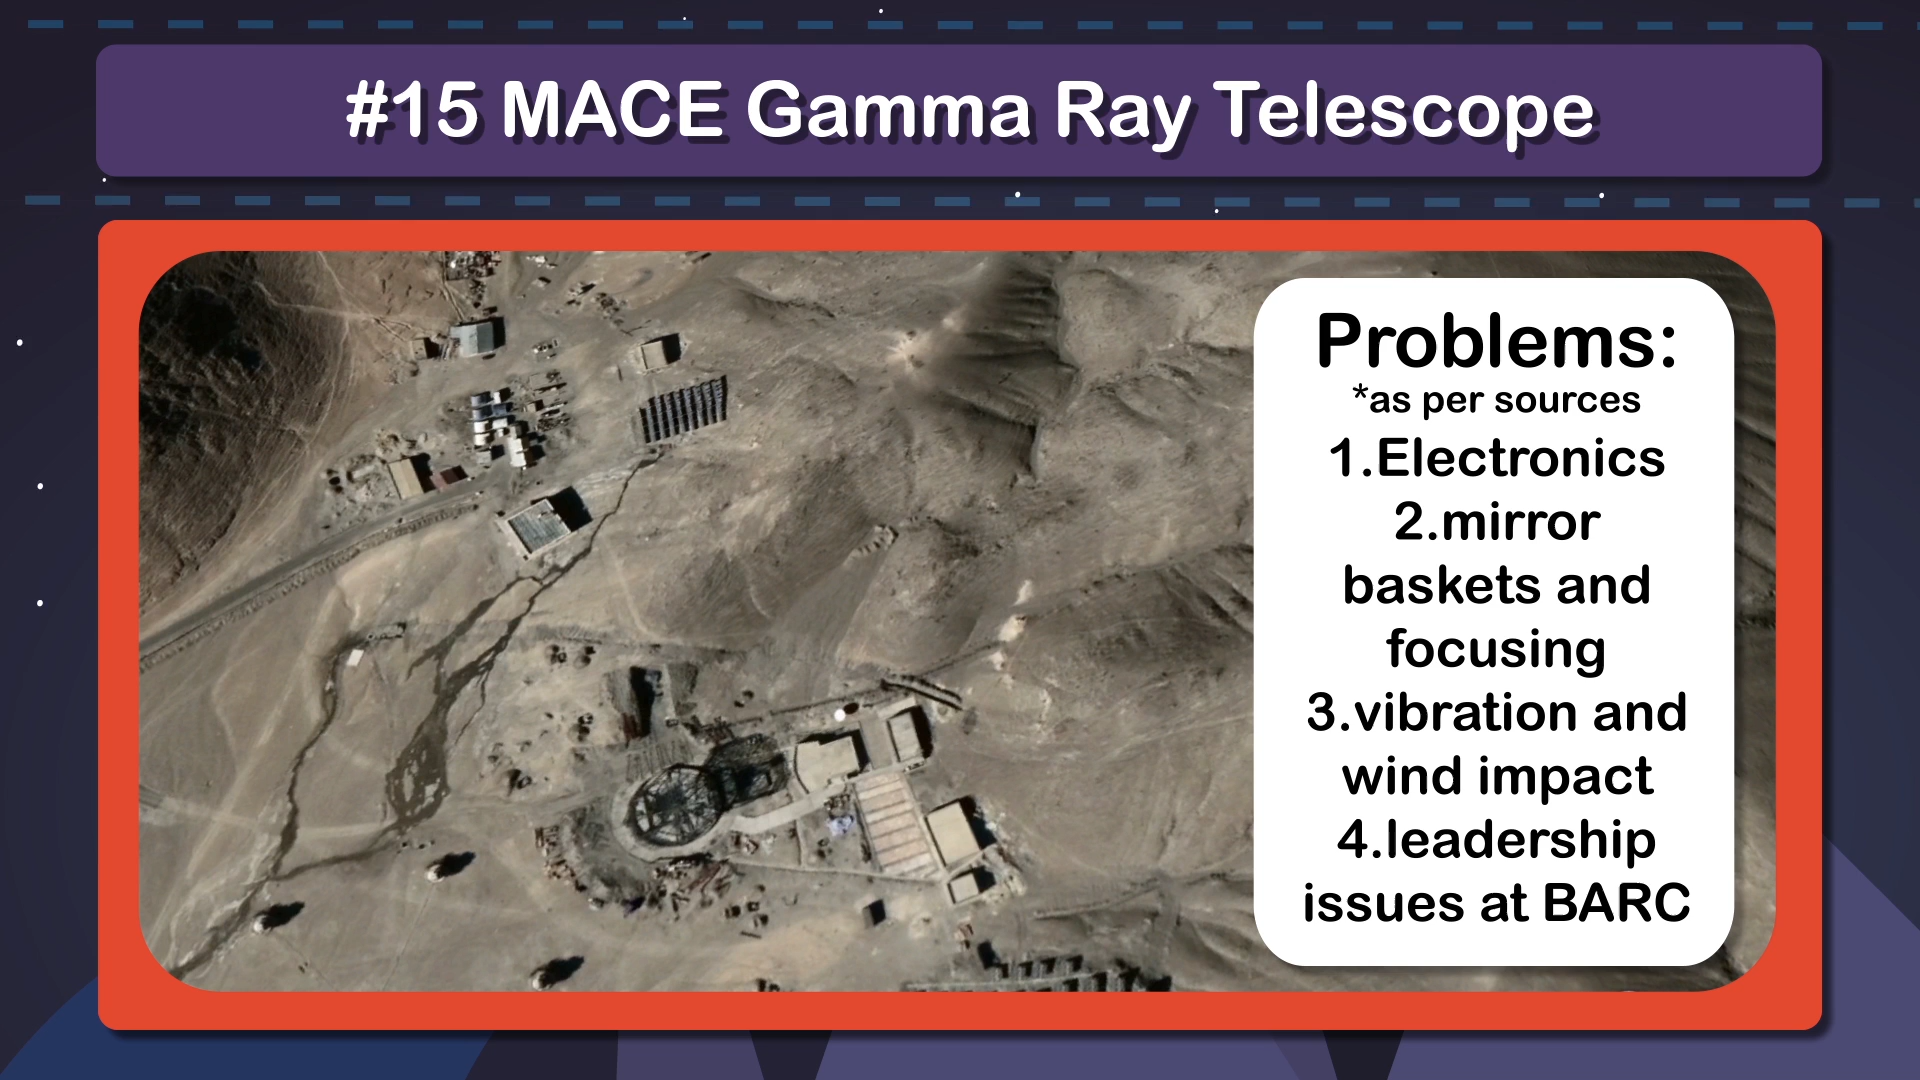 #15 MACE Gamma Ray Telescope
Problems:
*as per sources
1.Electronics
2.mirror
baskets and
focusing
3.vibration and
wind impact
4.leadership
issues at BARC